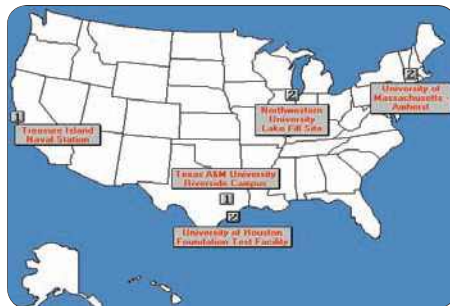 2
University of
Massachusetts -
Amherst
2
Northwestern
University
Lake Fill Site
1
Treasure Island
Naval Station
Texas A&M University
Riverside Campus
1
2
University of Houston
Foundation Test Facility